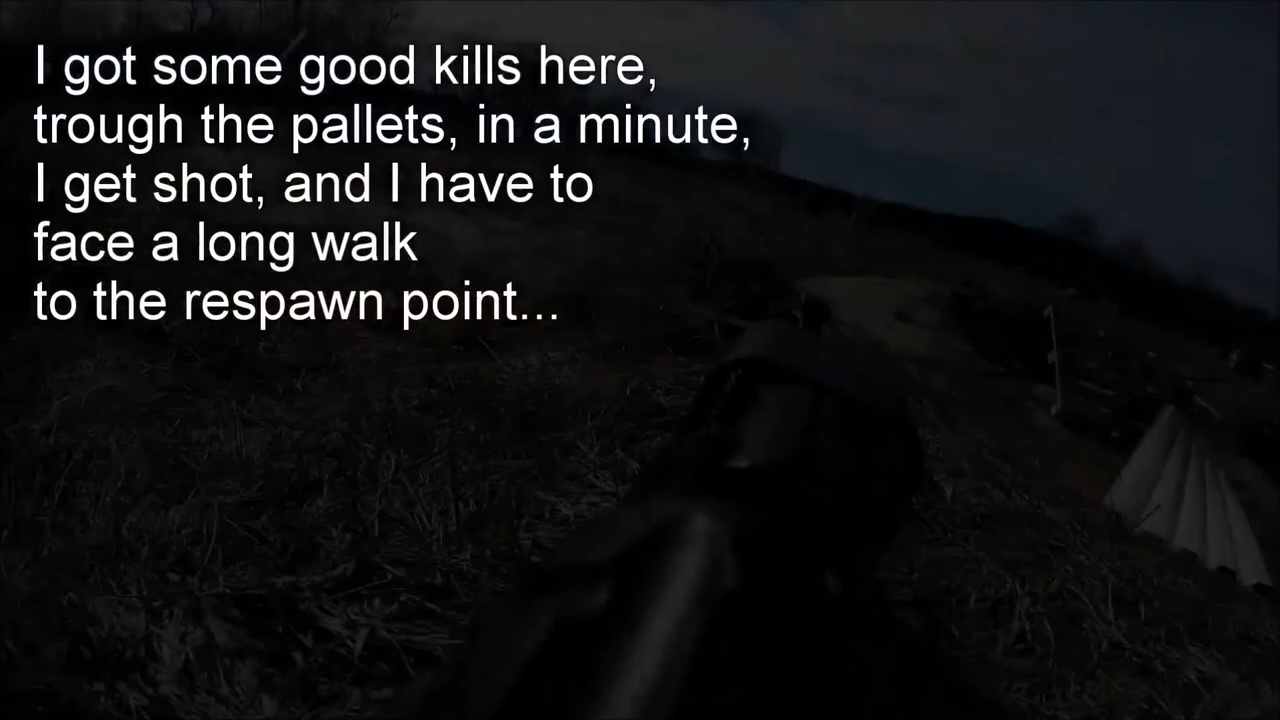 I got some good kills here,
trough the pallets, in a minute,
I get shot, and I have to
face a long walk
to the respawn point...